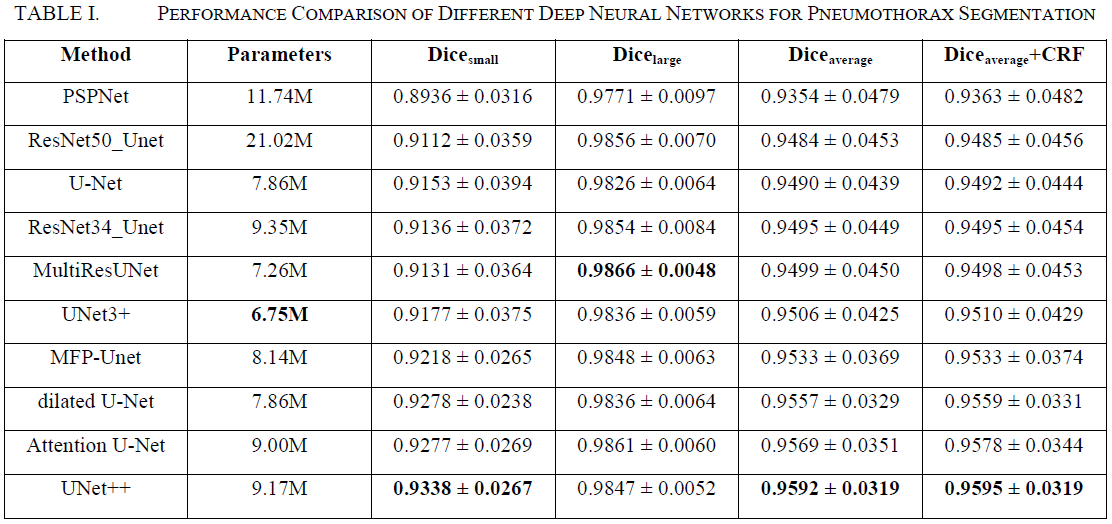 TABLE I. PERFORMANCE COMPARISON OF DIFFERENT DEEP NEURAL NETWORKS FOR PNEUMOTHORAX SEGMENTATION
Method Parameters Dicesmall Dicelarge Diceaverage Diceaverage+CRF
PSPNet 11.74M 0.8936 ± 0.0316 0.9771 ± 0.0097 0.9354 ± 0.0479 0.9363 ± 0.0482
ResNet50_Unet 21.02M 0.9112 ± 0.0359 0.9856 ± 0.0070 0.9484 ± 0.0453 0.9485 ± 0.0456
U-Net 7.86M 0.9153 ± 0.0394 0.9826 ± 0.0064 0.9490 ± 0.0439 0.9492 ± 0.0444
ResNet34_Unet 9.35M 0.9136 ± 0.0372 0.9854 ± 0.0084 0.9495 ± 0.0449 0.9495 ± 0.0454
MultiResUNet 7.26M 0.9131 ± 0.0364 0.9866 ± 0.0048 0.9499 ± 0.0450 0.9498 ± 0.0453
UNet3+ 6.75M 0.9177 ± 0.0375 0.9836 ± 0.0059 0.9506 ± 0.0425 0.9510 ± 0.0429
MFP-Unet 8.14M 0.9218 ± 0.0265 0.9848 ± 0.0063 0.9533 ± 0.0369 0.9533 ± 0.0374
dilated U-Net 7.86M 0.9278 ± 0.0238 0.9836 ± 0.0064 0.9557 ± 0.0329 0.9559 ± 0.0331
Attention U-Net 9.00M 0.9277 ± 0.0269 0.9861 ± 0.0060 0.9569 ± 0.0351 0.9578 ± 0.0344
UNet++ 9.17M 0.9338 ± 0.0267 0.9847 ± 0.0052 0.9592 ± 0.0319 0.9595 ± 0.0319